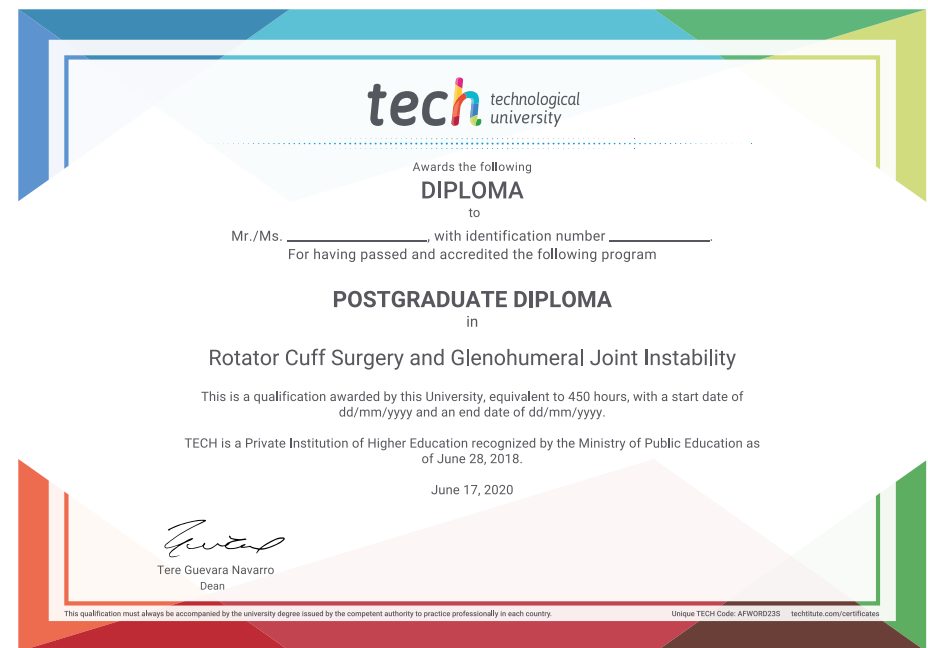 tech technological
university
Awards the following
DIPLOMA
to
Mr./Ms. ____________________, with identification number ______________.
For having passed and accredited the following program
POSTGRADUATE DIPLOMA
in
Rotator Cuff Surgery and Glenohumeral Joint Instability
This is a qualification awarded by this University, equivalent to 450 hours, with a start date of
dd/mm/yyyy and an end date of dd/mm/yyyy.
TECH is a Private Institution of Higher Education recognized by the Ministry of Public Education as
of June 28, 2018.
June 17, 2020
Tere Guevara Navarro
Dean
This qualification must always be accompanied by the university degree issued by the competent authority to practice professionally in each country. Unique TECH Code: AFWORD23S techtitute.com/certificates